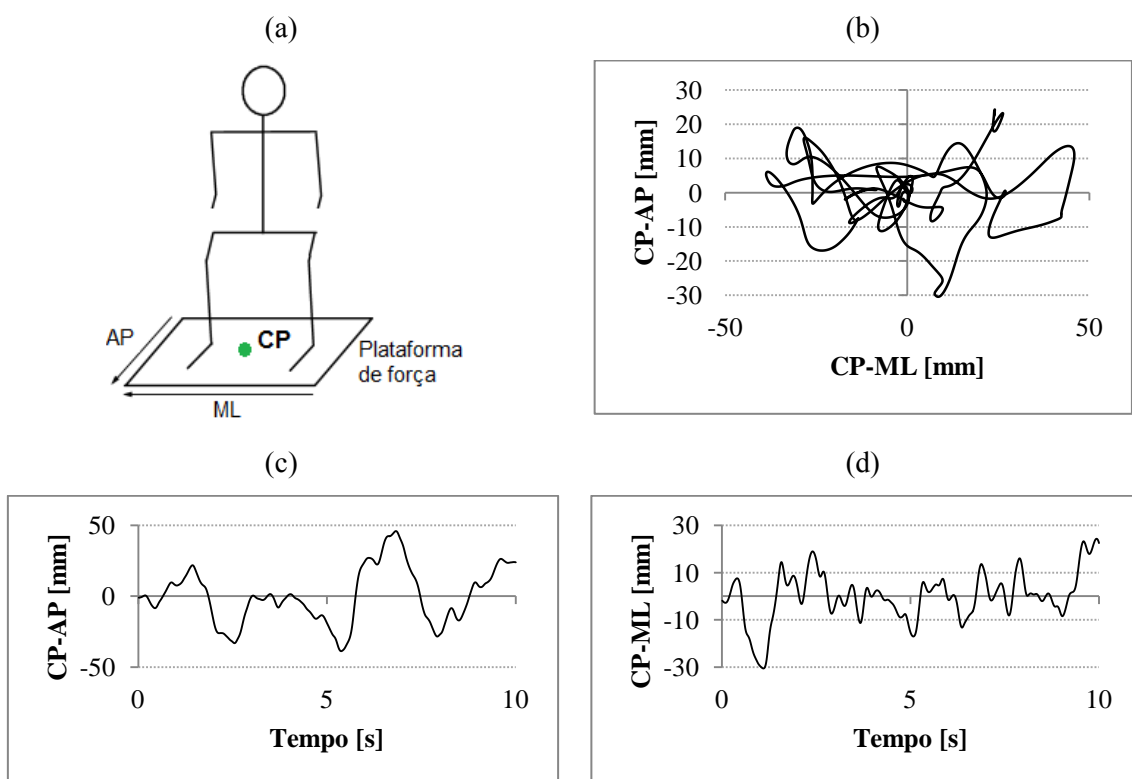 (a)
AP
CP
Plataforma
de força
ML
(b)
CP-AP [mm]
30
20
10
0
-10
-20
-30
-50
0
50
CP-ML [mm]
(c)
CP-AP [mm]
50
0
-50
0
5
10
Tempo [s]
(d)
CP-ML [mm]
30
10
-10
-30
0
5
10
Tempo [s]